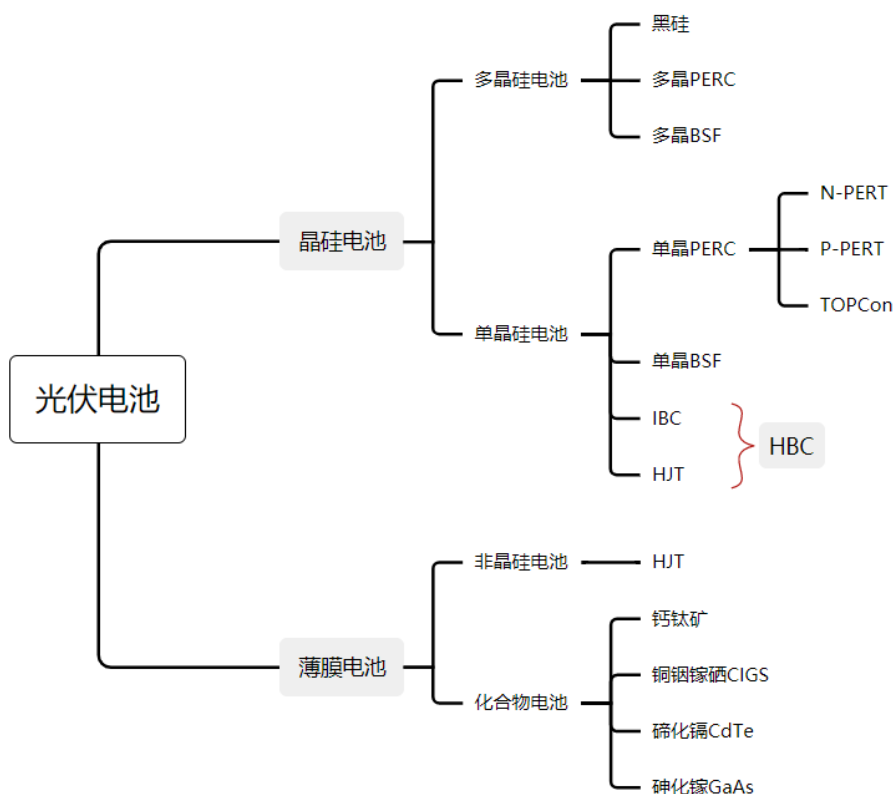 光伏电池
晶硅电池
多晶硅电池
黑硅
多晶PERC
多晶BSF
单晶硅电池
单晶PERC
N-PERT
P-PERT
TOPCon
单晶BSF
IBC
HJT
HBC
薄膜电池
非晶硅电池
HJT
化合物电池
钙钛矿
铜铟镓硒CIGS
碲化镉CdTe
砷化镓GaAs